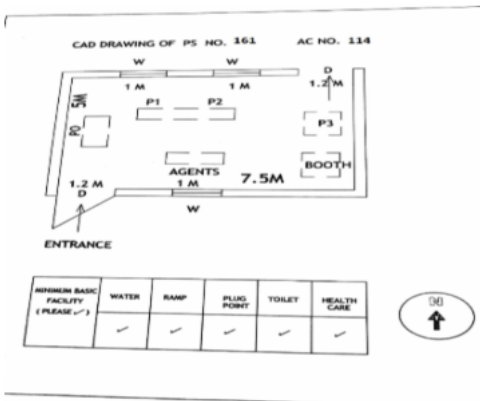 CAD DRAWING OF PS NO. 161 AC NO. 114
W W D
1 M 1 M 1.2 M
5M
P1 P2
P3
PO
AGENTS
BOOTH
1.2 M 1 M 7.5M
D
W
ENTRANCE
MINIMUM BASIC FACILITY (PLEASE ✓) WATER RAMP PLUG POINT TOILET HEALTH CARE
✓ ✓ ✓ ✓ ✓
N